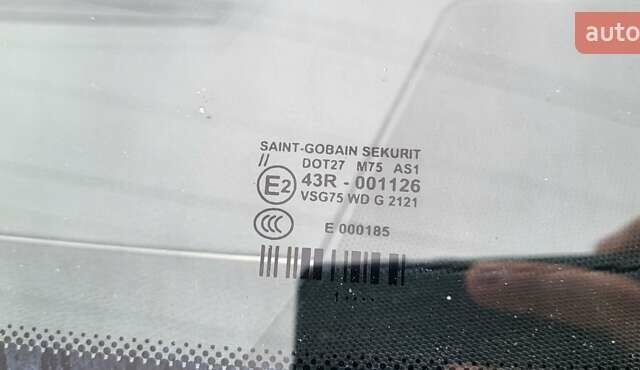 auto
SAINT-GOBAIN SEKURIT
// DOT27 M75 AS1
E2 43R - 001126
VSG75 WD G 2121
CCC E 000185